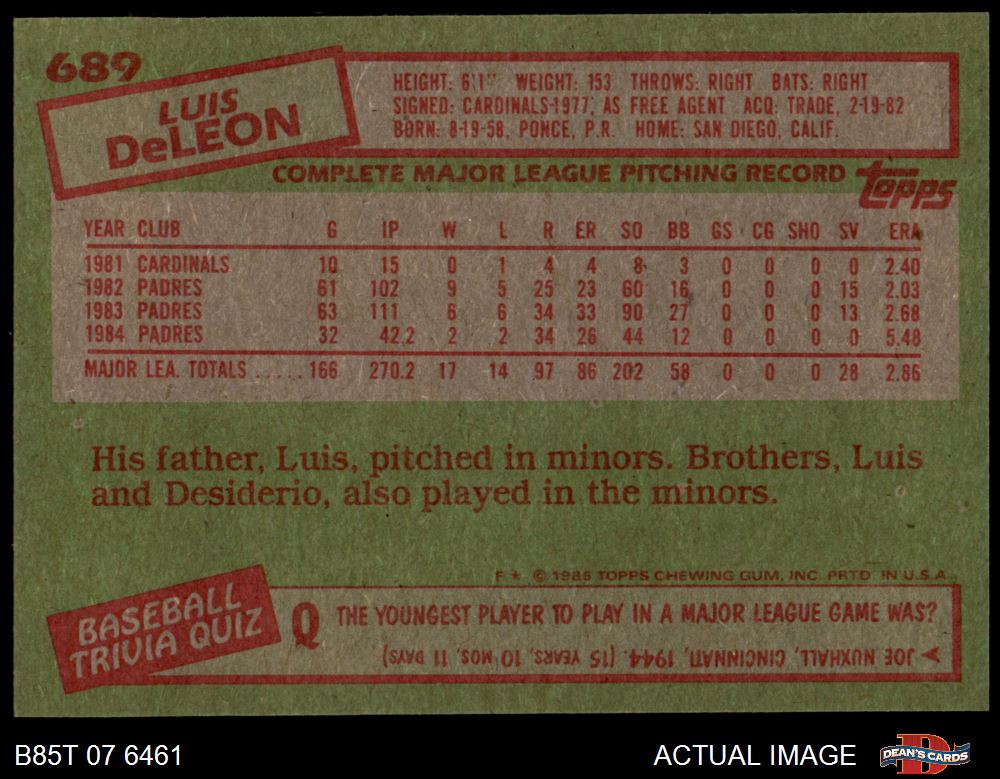 689
LUIS
DeLEON
HEIGHT: 6'1" WEIGHT: 153 THROWS: RIGHT BATS: RIGHT
SIGNED: CARDINALS-1977, AS FREE AGENT ACQ: TRADE, 2-19-82
BORN: 8-19-58, PONCE, P.R. HOME: SAN DIEGO, CALIF.
COMPLETE MAJOR LEAGUE PITCHING RECORD
topps
YEAR CLUB G IP W L R ER SO BB GS CG SHO SV ERA
1981 CARDINALS 10 15 0 1 4 4 8 3 0 0 0 0 2.40
1982 PADRES 61 102 9 5 25 23 60 16 0 0 0 15 2.03
1983 PADRES 63 111 6 6 34 33 90 27 0 0 0 13 2.68
1984 PADRES 32 42.2 2 2 34 26 44 12 0 0 0 0 5.48
MAJOR LEA. TOTALS ..... 166 270.2 17 14 97 86 202 58 0 0 0 28 2.86
His father, Luis, pitched in minors. Brothers, Luis
and Desiderio, also played in the minors.
F * © 1985 TOPPS CHEWING GUM, INC. PRTD. IN U.S.A.
BASEBALL
TRIVIA QUIZ
Q THE YOUNGEST PLAYER TO PLAY IN A MAJOR LEAGUE GAME WAS?
JOE NUXHALL, CINCINNATI, 1944. (15 YEARS, 10 MOS, 11 DAYS)
B85T 07 6461
ACTUAL IMAGE
D
DEAN'S CARDS